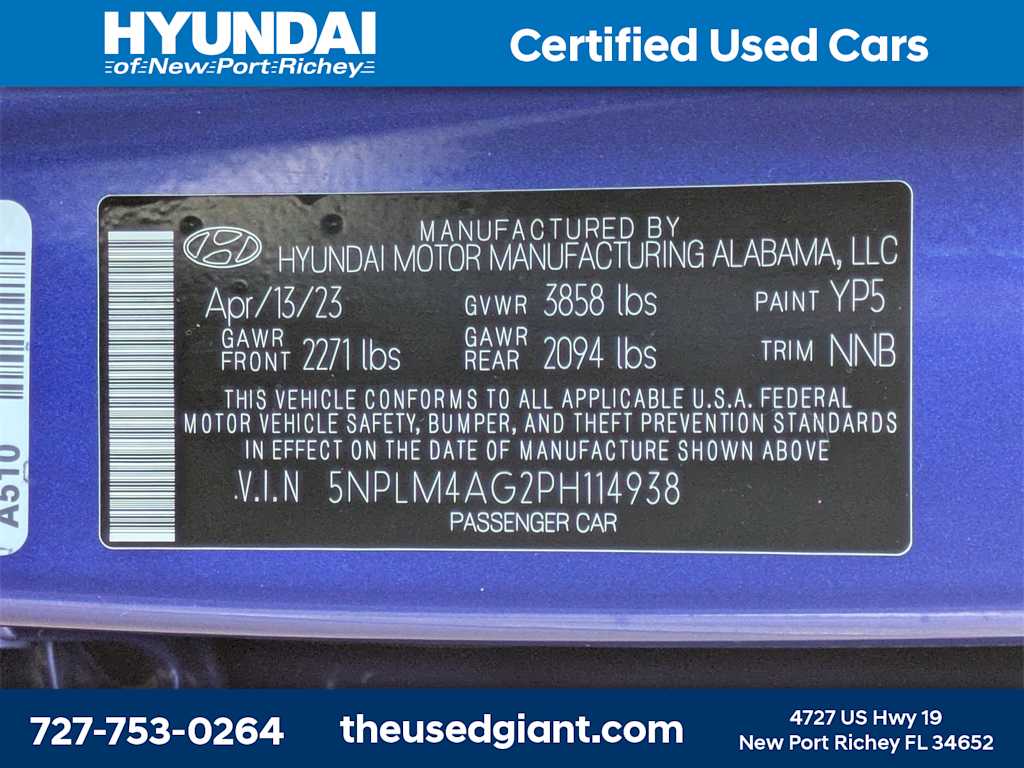 HYUNDAI
of New Port Richey
Certified Used Cars
MANUFACTURED BY
HYUNDAI MOTOR MANUFACTURING ALABAMA, LLC
Apr/13/23 GVWR 3858 lbs PAINT YP5
GAWR FRONT 2271 lbs GAWR REAR 2094 lbs TRIM NNB
THIS VEHICLE CONFORMS TO ALL APPLICABLE U.S.A. FEDERAL
MOTOR VEHICLE SAFETY, BUMPER, AND THEFT PREVENTION STANDARDS
IN EFFECT ON THE DATE OF MANUFACTURE SHOWN ABOVE
V.I.N 5NPLM4AG2PH114938
PASSENGER CAR
A510
727-753-0264
theusedgiant.com
4727 US Hwy 19
New Port Richey FL 34652